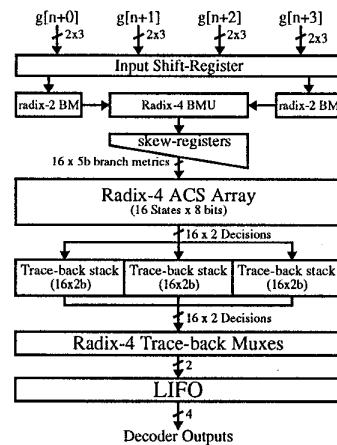 g[n+0] g[n+1] g[n+2] g[n+3]
2x3 2x3 2x3 2x3
Input Shift-Register
radix-2 BM Radix-4 BMU radix-2 BM
skew-registers
16 x 5b branch metrics
Radix-4 ACS Array
(16 States x 8 bits)
16 x 2 Decisions
Trace-back stack Trace-back stack Trace-back stack
(16x2b) (16x2b) (16x2b)
16 x 2 Decisions
Radix-4 Trace-back Muxes
2
LIFO
4
Decoder Outputs